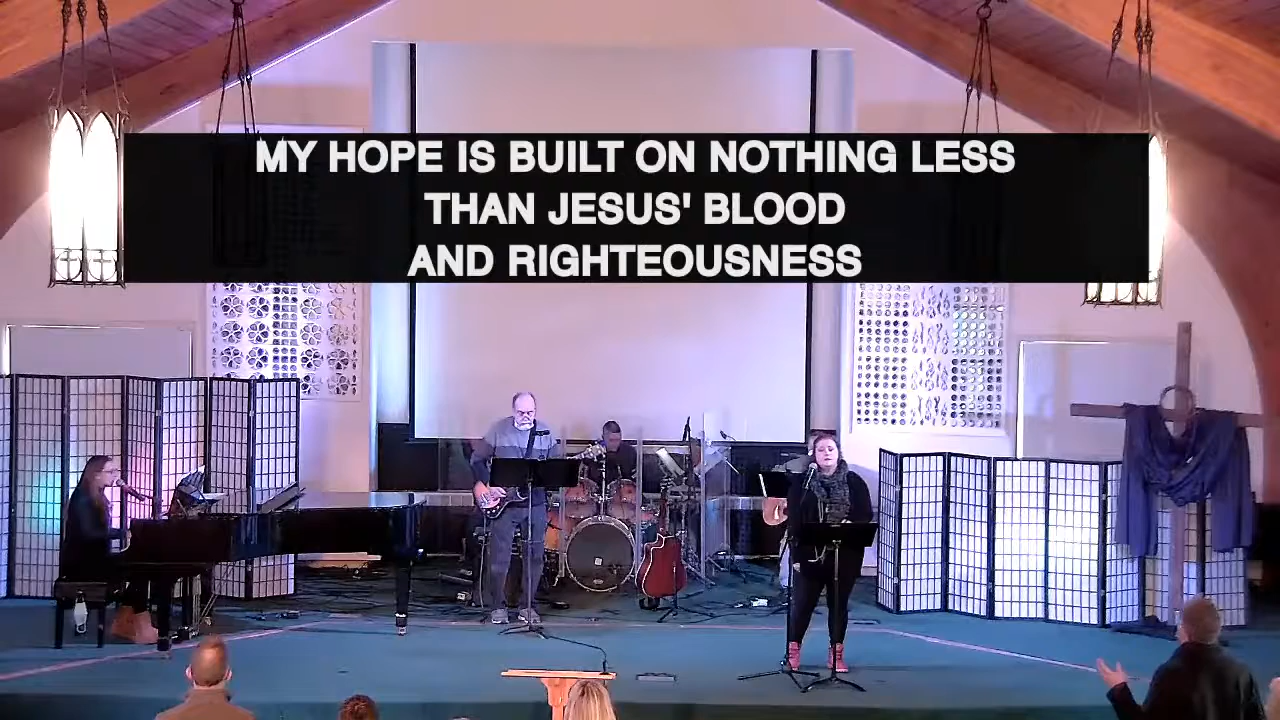 MY HOPE IS BUILT ON NOTHING LESS
THAN JESUS' BLOOD
AND RIGHTEOUSNESS